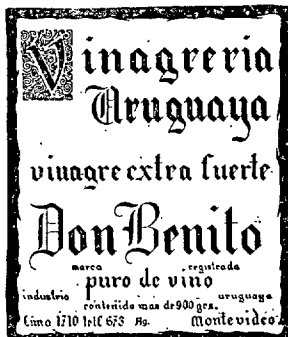 Vinagreria
Uruguaya
vinagre extra fuerte
Don Benito
marca registrada
puro de vino
industria uruguaya
contenido mas de 900 grs.
Lima 1710 Telf 673 Ag. Montevideo